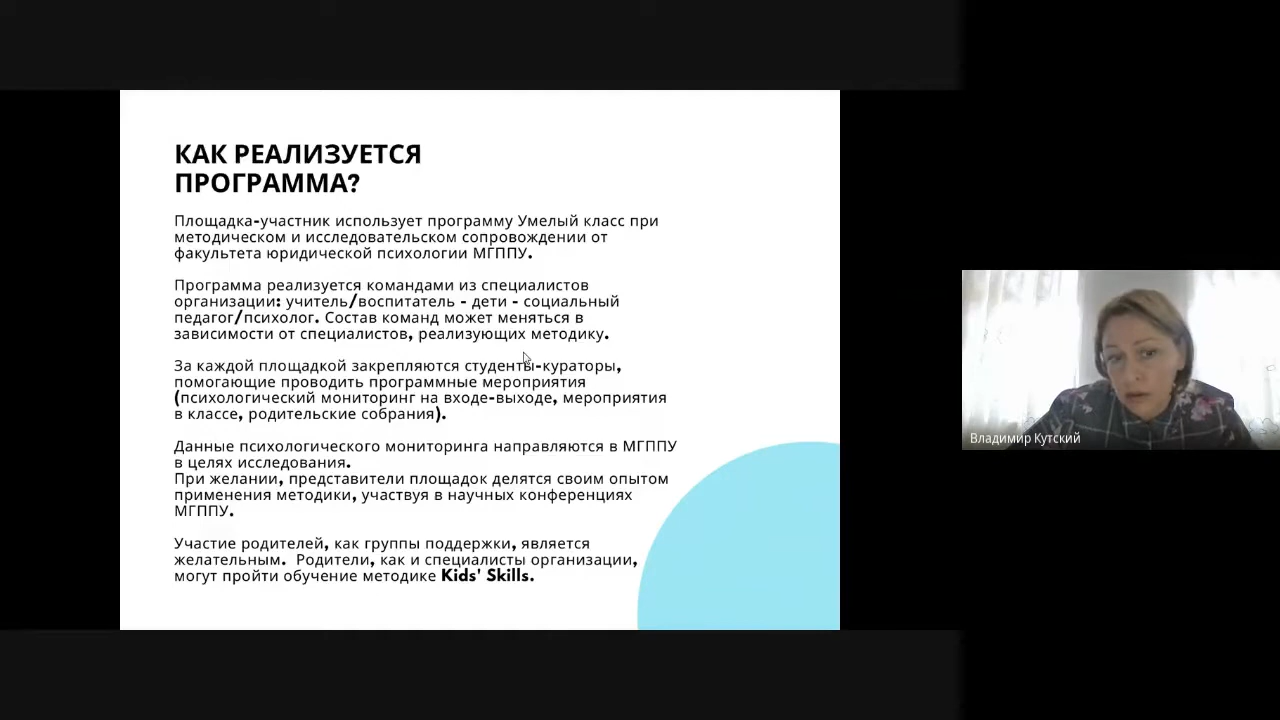 КАК РЕАЛИЗУЕТСЯ
ПРОГРАММА?
Площадка-участник использует программу Умелый класс при
методическом и исследовательском сопровождении от
факультета юридической психологии МГППУ.
Программа реализуется командами из специалистов
организации: учитель/воспитатель - дети - социальный
педагог/психолог. Состав команд может меняться в
зависимости от специалистов, реализующих методику.
За каждой площадкой закрепляются студенты-кураторы,
помогающие проводить программные мероприятия
(психологический мониторинг на входе-выходе, мероприятия
в классе, родительские собрания).
Данные психологического мониторинга направляются в МГППУ
в целях исследования.
При желании, представители площадок делятся своим опытом
применения методики, участвуя в научных конференциях
МГППУ.
Участие родителей, как группы поддержки, является
желательным. Родители, как и специалисты организации,
могут пройти обучение методике Kids' Skills.
Владимир Кутский